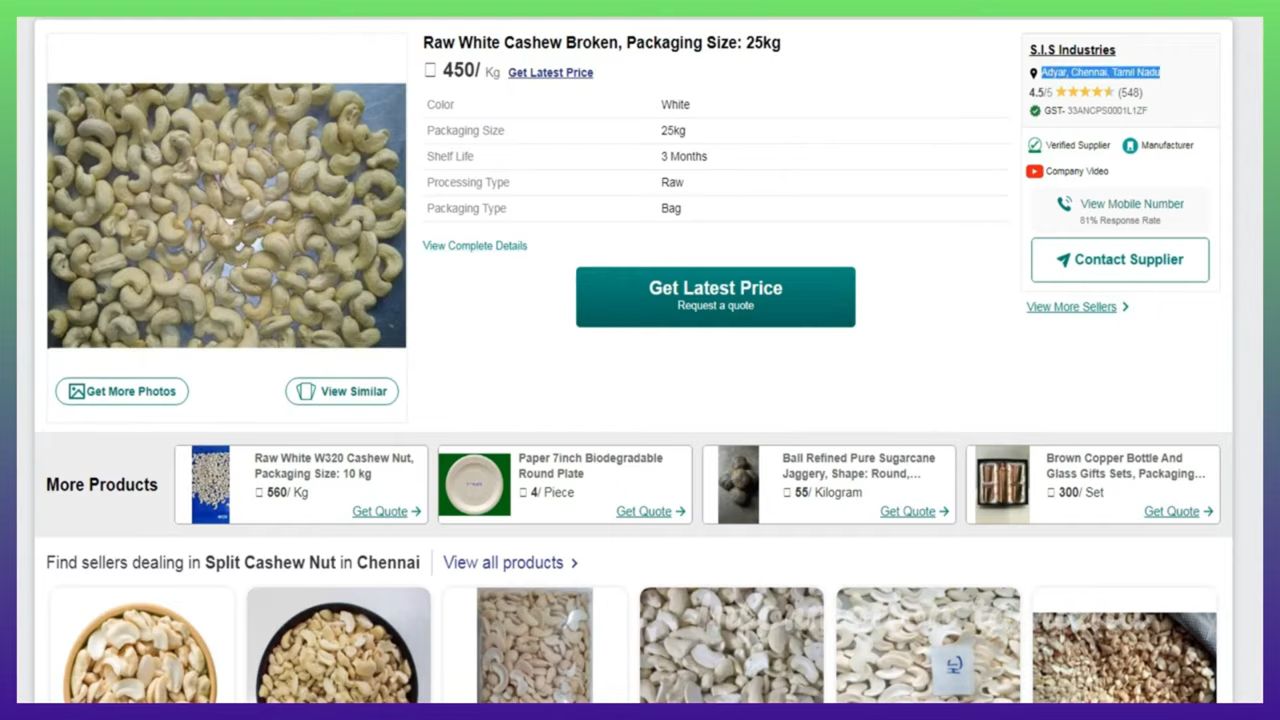 Raw White Cashew Broken, Packaging Size: 25kg
450/ Kg Get Latest Price
Color White
Packaging Size 25kg
Shelf Life 3 Months
Processing Type Raw
Packaging Type Bag
View Complete Details
Get Latest Price
Request a quote
Get More Photos
View Similar
S.I.S Industries
Adyar, Chennai, Tamil Nadu
4.5/5 (548)
GST- 33ANCPS0001L1ZF
Verified Supplier Manufacturer
Company Video
View Mobile Number
81% Response Rate
Contact Supplier
View More Sellers >
More Products
Raw White W320 Cashew Nut,
Packaging Size: 10 kg
560/ Kg
Get Quote →
Paper 7inch Biodegradable
Round Plate
4/ Piece
Get Quote →
Ball Refined Pure Sugarcane
Jaggery, Shape: Round,...
55/ Kilogram
Get Quote →
Brown Copper Bottle And
Glass Gifts Sets, Packaging...
300/ Set
Get Quote →
Find sellers dealing in Split Cashew Nut in Chennai
View all products >